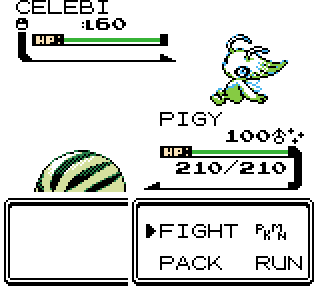 CELEBI
:L60
HP:
PIGY
100
HP:
210/210
FIGHT PKMN
PACK RUN